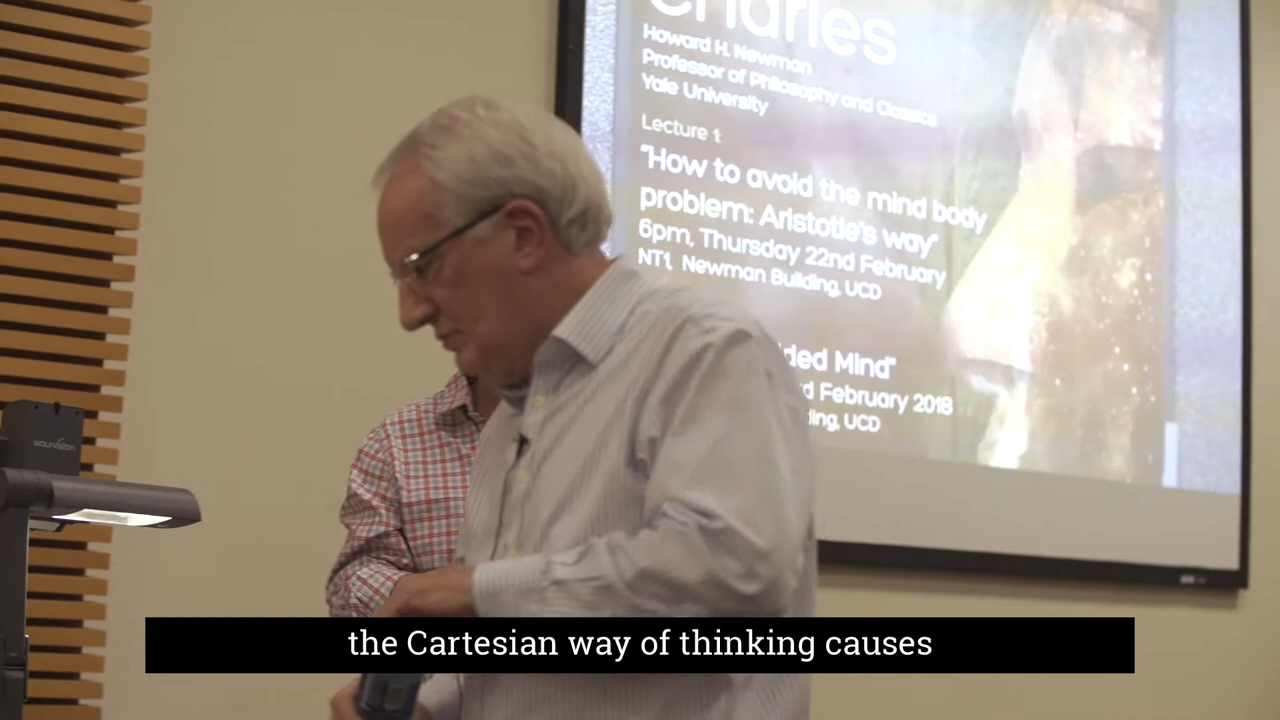 Charles
Howard H. Newman
Professor of Philosophy and Classics
Yale University
Lecture 1:
"How to avoid the mind body
problem: Aristotle's way"
6pm, Thursday 22nd February
NT1, Newman Building, UCD
Mind"
February 2018
UCD
WOLFVISION
the Cartesian way of thinking causes